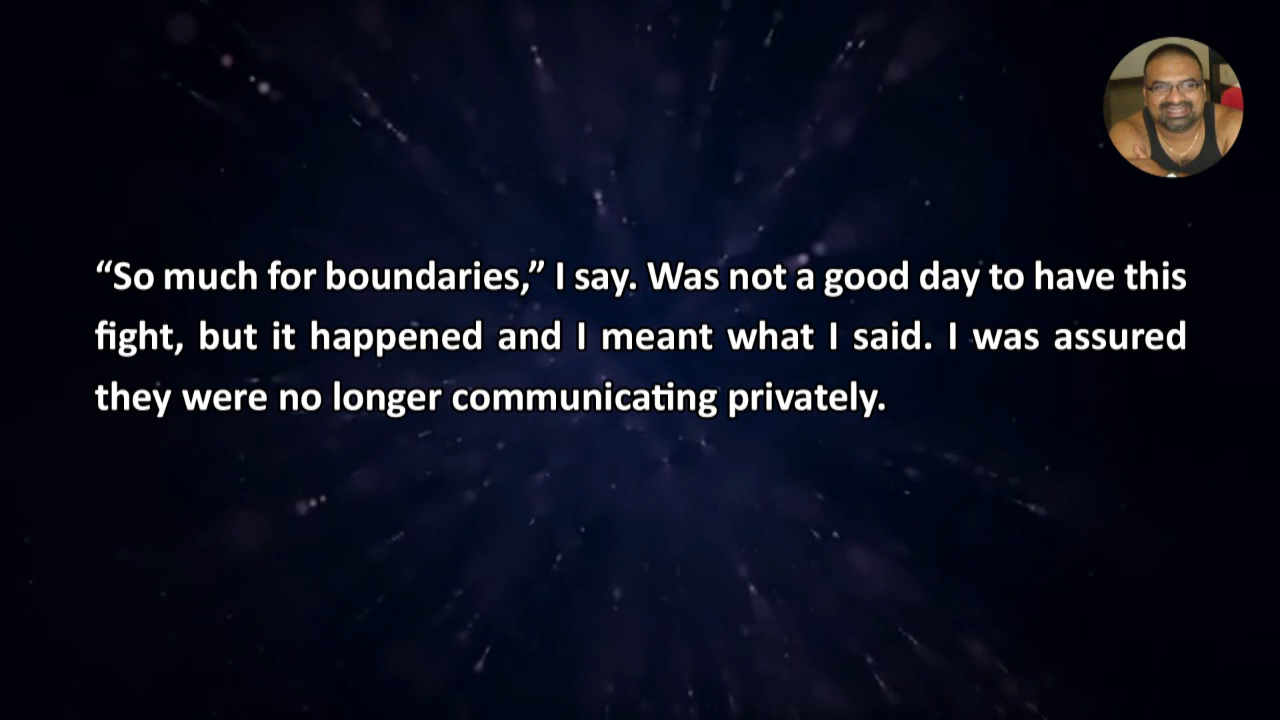 “So much for boundaries,” I say. Was not a good day to have this
fight, but it happened and I meant what I said. I was assured
they were no longer communicating privately.